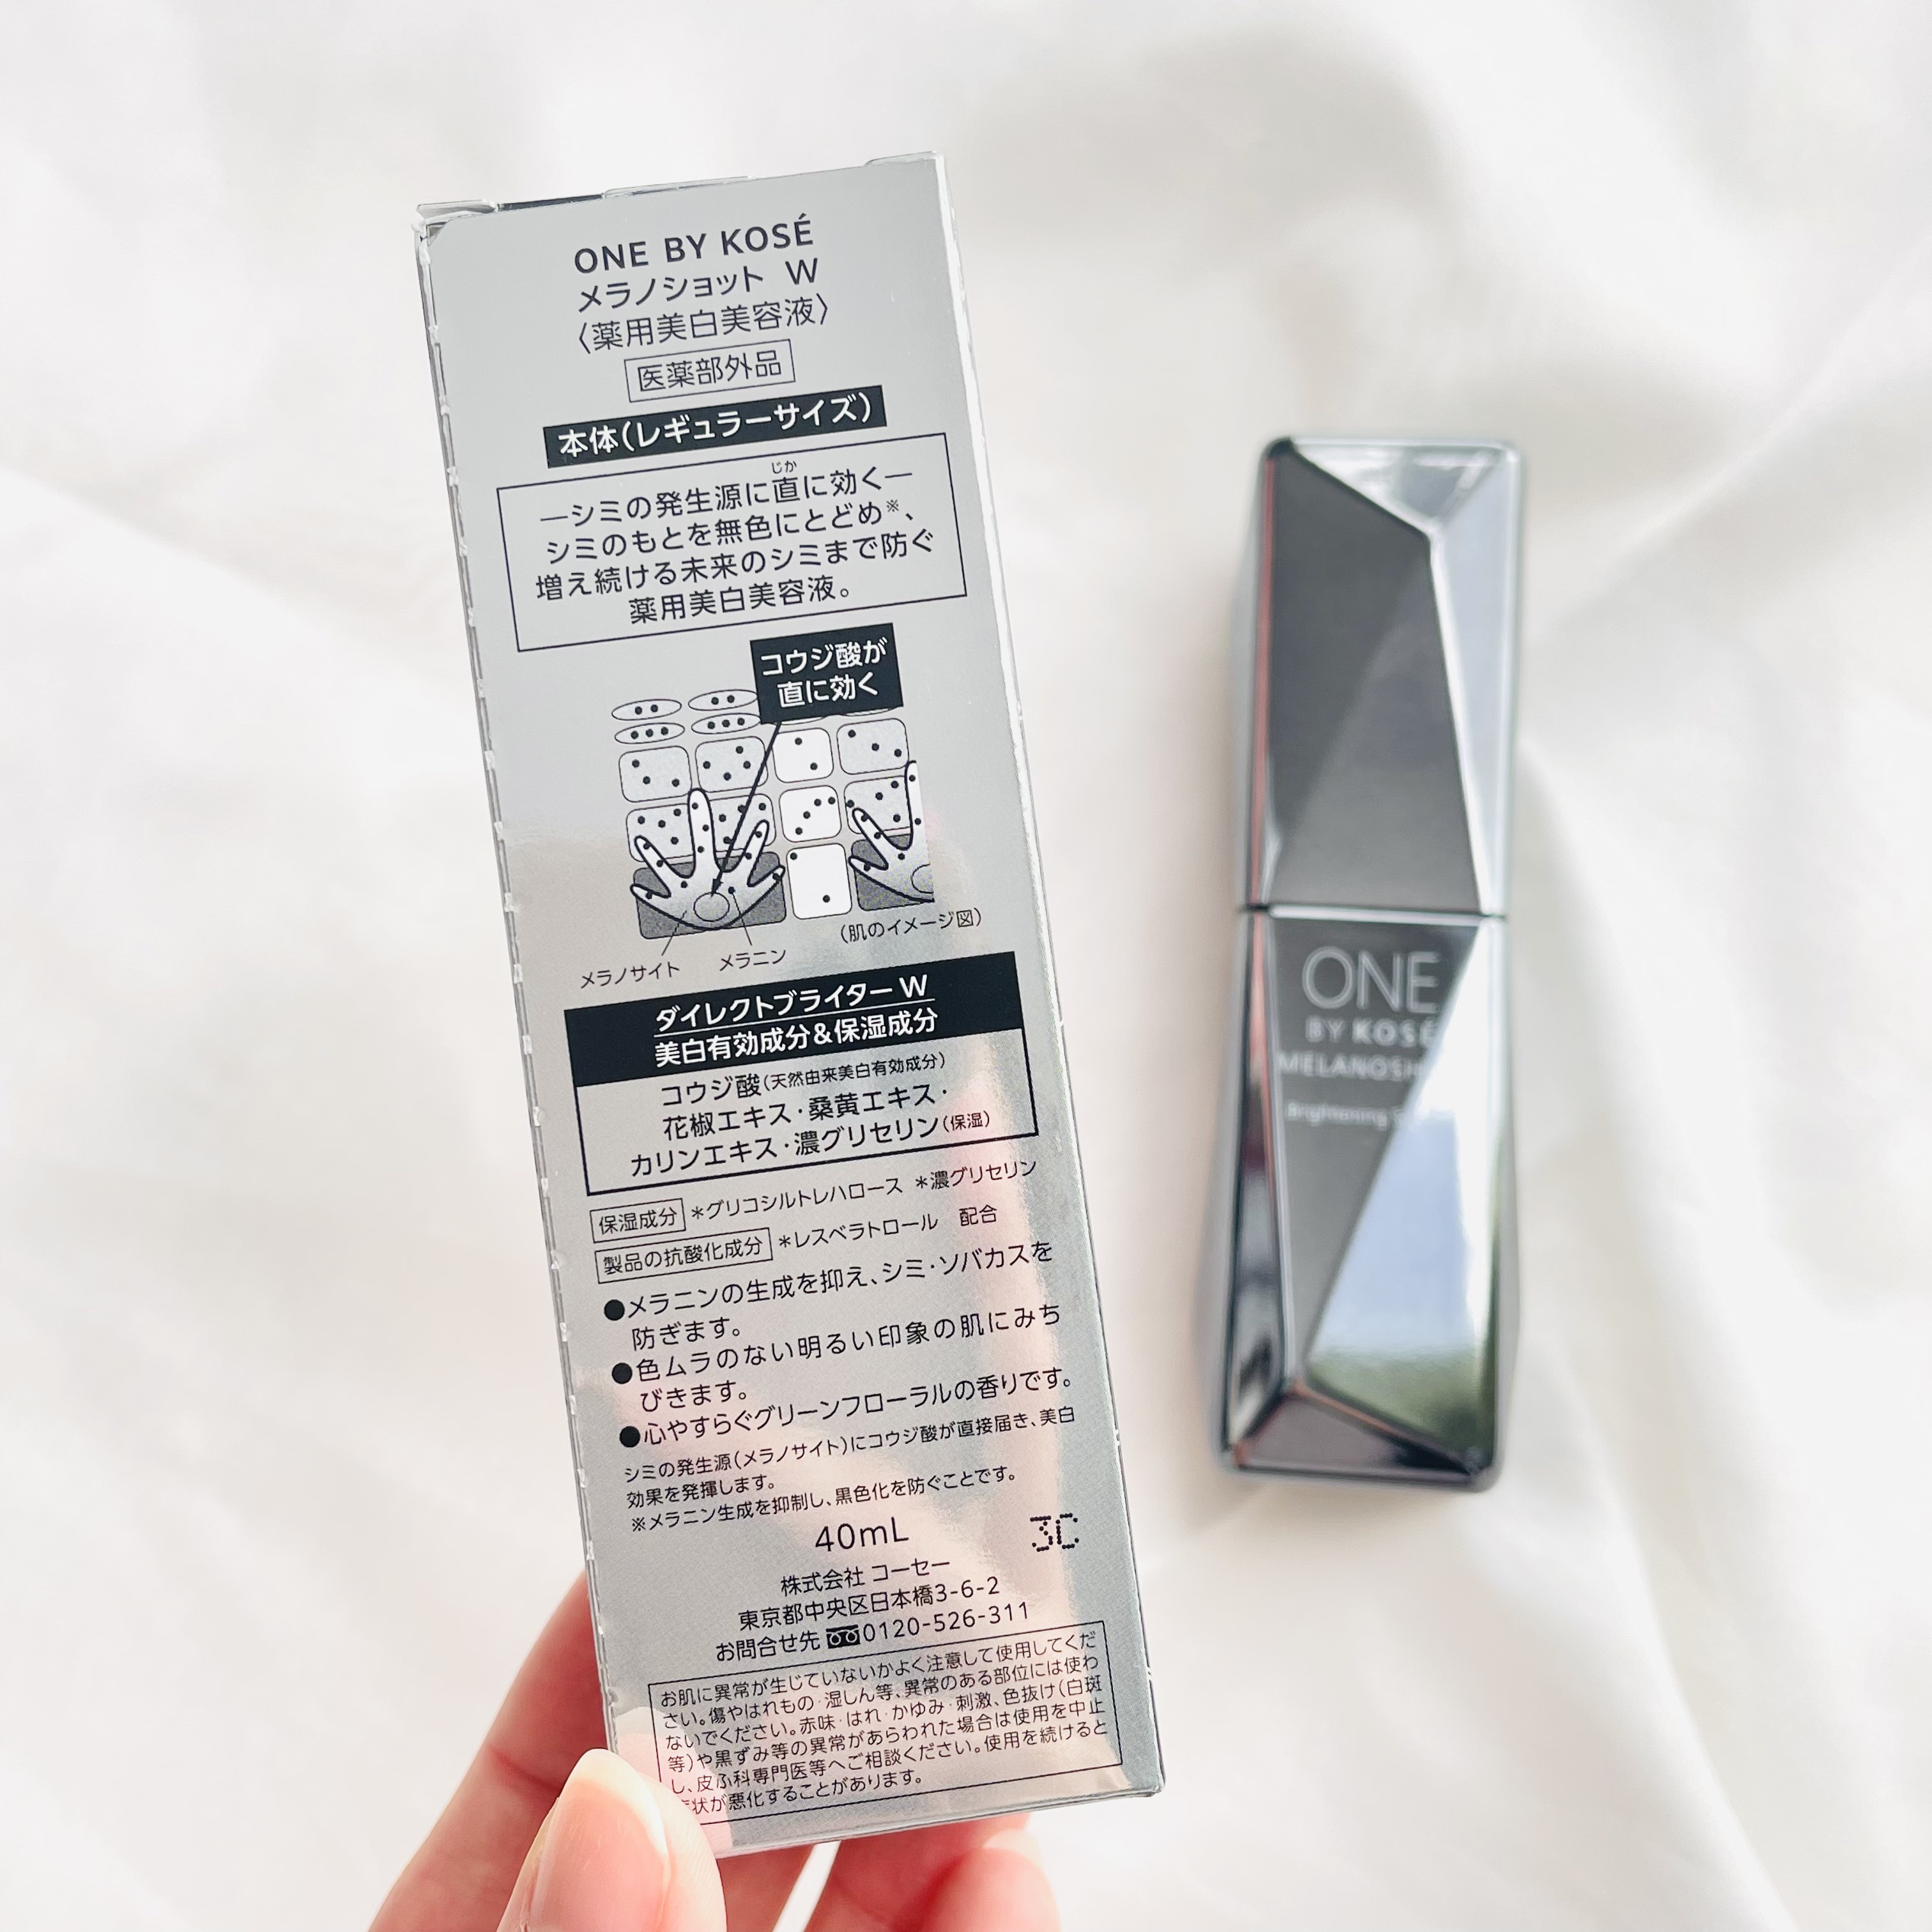 ONE BY KOSÉ
メラノショット W
〈薬用美白美容液〉
医薬部外品
本体(レギュラーサイズ)
じか
―シミの発生源に直に効く―
シミのもとを無色にとどめ※、
増え続ける未来のシミまで防ぐ
薬用美白美容液。
コウジ酸が
直に効く
(肌のイメージ図)
メラノサイト メラニン
ダイレクトブライター W
美白有効成分&保湿成分
コウジ酸(天然由来美白有効成分)
花椒エキス・桑黄エキス・
カリンエキス・濃グリセリン(保湿)
保湿成分 *グリコシルトレハロース *濃グリセリン
製品の抗酸化成分 *レスベラトロール 配合
●メラニンの生成を抑え、シミ・ソバカスを
防ぎます。
●色ムラのない明るい印象の肌にみち
びきます。
●心やすらぐグリーンフローラルの香りです。
シミの発生源(メラノサイト)にコウジ酸が直接届き、美白
効果を発揮します。
※メラニン生成を抑制し、黒色化を防ぐことです。
40mL
3C
株式会社 コーセー
東京都中央区日本橋3-6-2
お問合せ先 0120-526-311
お肌に異常が生じていないかよく注意して使用してくだ
さい。傷やはれもの・湿しん等、異常のある部位には使わ
ないでください。赤味・はれ・かゆみ・刺激、色抜け(白斑
等)や黒ずみ等の異常があらわれた場合は使用を中止
し、皮ふ科専門医等へご相談ください。使用を続けると
状が悪化することがあります。
ONE
BY KOSÉ
MELANOSH
Brightening